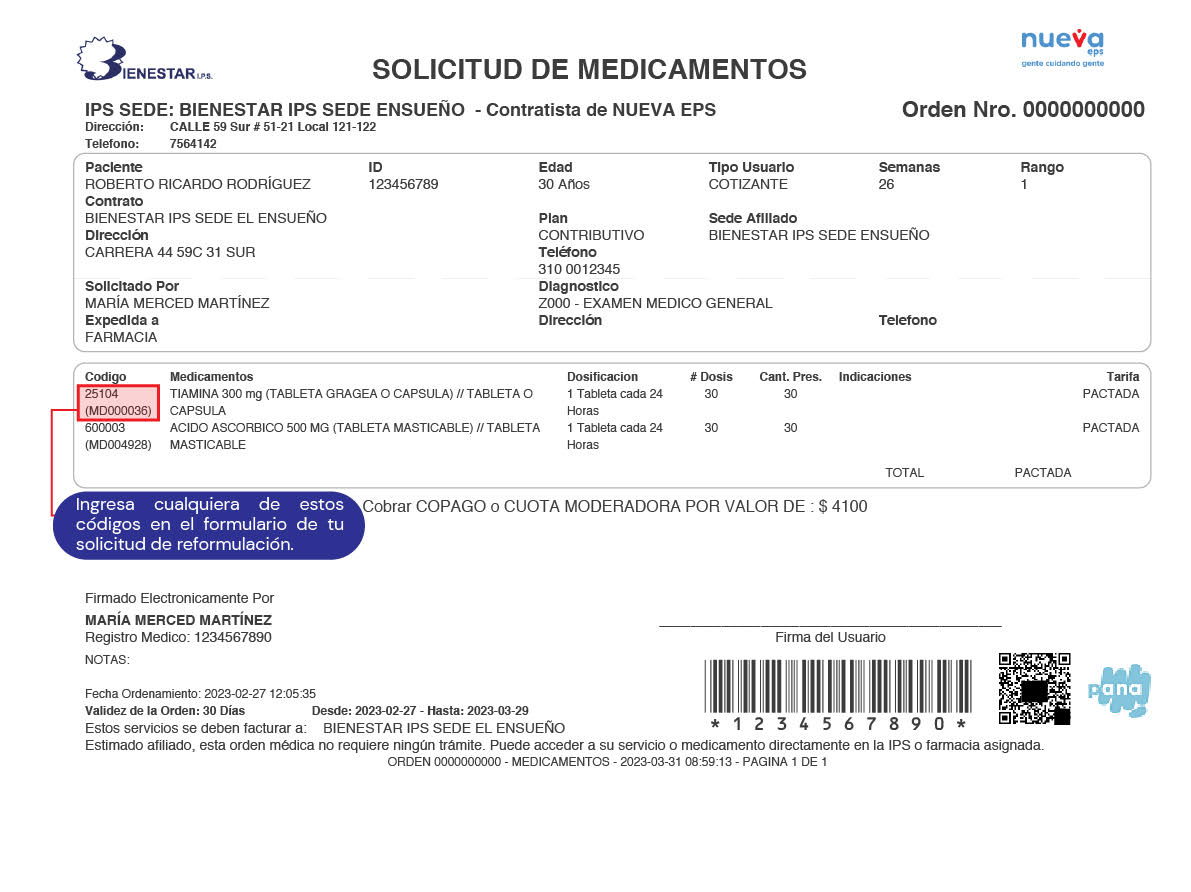 BIENESTAR I.P.S.
nueva
eps
gente cuidando gente
SOLICITUD DE MEDICAMENTOS
IPS SEDE: BIENESTAR IPS SEDE ENSUEÑO - Contratista de NUEVA EPS
Orden Nro. 0000000000
Dirección: CALLE 59 Sur # 51-21 Local 121-122
Telefono: 7564142
Paciente ID Edad Tipo Usuario Semanas Rango
ROBERTO RICARDO RODRÍGUEZ 123456789 30 Años COTIZANTE 26 1
Contrato
BIENESTAR IPS SEDE EL ENSUEÑO Plan Sede Afiliado
Dirección CONTRIBUTIVO BIENESTAR IPS SEDE ENSUEÑO
CARRERA 44 59C 31 SUR Teléfono
310 0012345
Solicitado Por Diagnostico
MARÍA MERCED MARTÍNEZ Z000 - EXAMEN MEDICO GENERAL
Expedida a Dirección Telefono
FARMACIA
Codigo Medicamentos Dosificacion # Dosis Cant. Pres. Indicaciones Tarifa
25104 TIAMINA 300 mg (TABLETA GRAGEA O CAPSULA) // TABLETA O 1 Tableta cada 24 30 30 PACTADA
(MD000036) CAPSULA Horas
600003 ACIDO ASCORBICO 500 MG (TABLETA MASTICABLE) // TABLETA 1 Tableta cada 24 30 30 PACTADA
(MD004928) MASTICABLE Horas
TOTAL PACTADA
Ingresa cualquiera de estos
códigos en el formulario de tu
solicitud de reformulación.
Cobrar COPAGO o CUOTA MODERADORA POR VALOR DE : $ 4100
Firmado Electronicamente Por
MARÍA MERCED MARTÍNEZ
Registro Medico: 1234567890
Firma del Usuario
NOTAS:
*1234567890*
pana
Fecha Ordenamiento: 2023-02-27 12:05:35
Validez de la Orden: 30 Días Desde: 2023-02-27 - Hasta: 2023-03-29
Estos servicios se deben facturar a: BIENESTAR IPS SEDE EL ENSUEÑO
Estimado afiliado, esta orden médica no requiere ningún trámite. Puede acceder a su servicio o medicamento directamente en la IPS o farmacia asignada.
ORDEN 0000000000 - MEDICAMENTOS - 2023-03-31 08:59:13 - PAGINA 1 DE 1